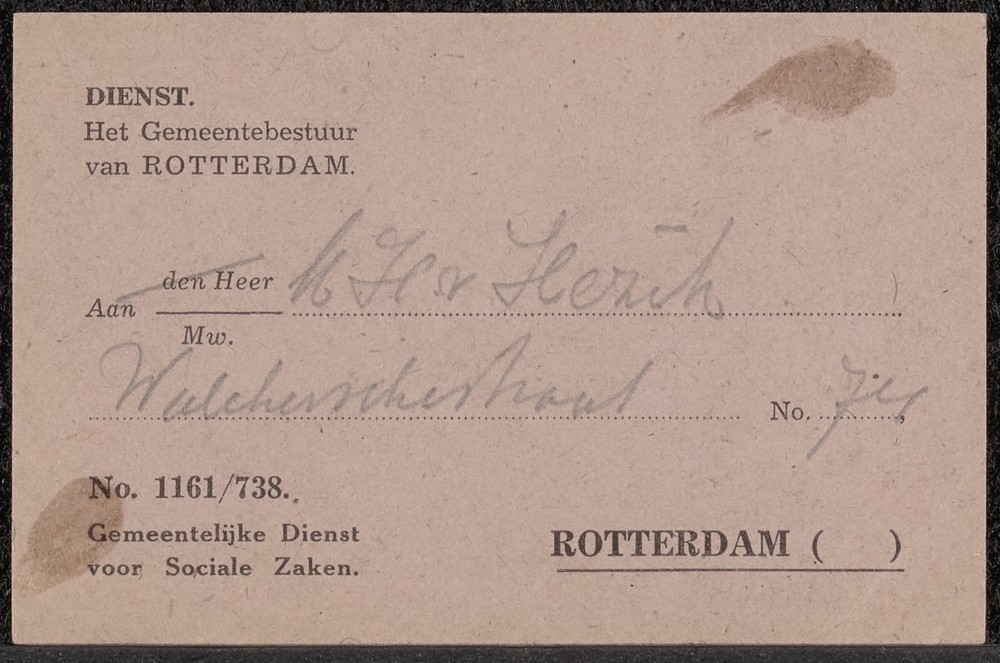 DIENST.
Het Gemeentebestuur
van ROTTERDAM.
Aan den Heer
Mw.
H v
No.
No. 1161/738.
Gemeentelijke Dienst
voor Sociale Zaken.
ROTTERDAM ( )